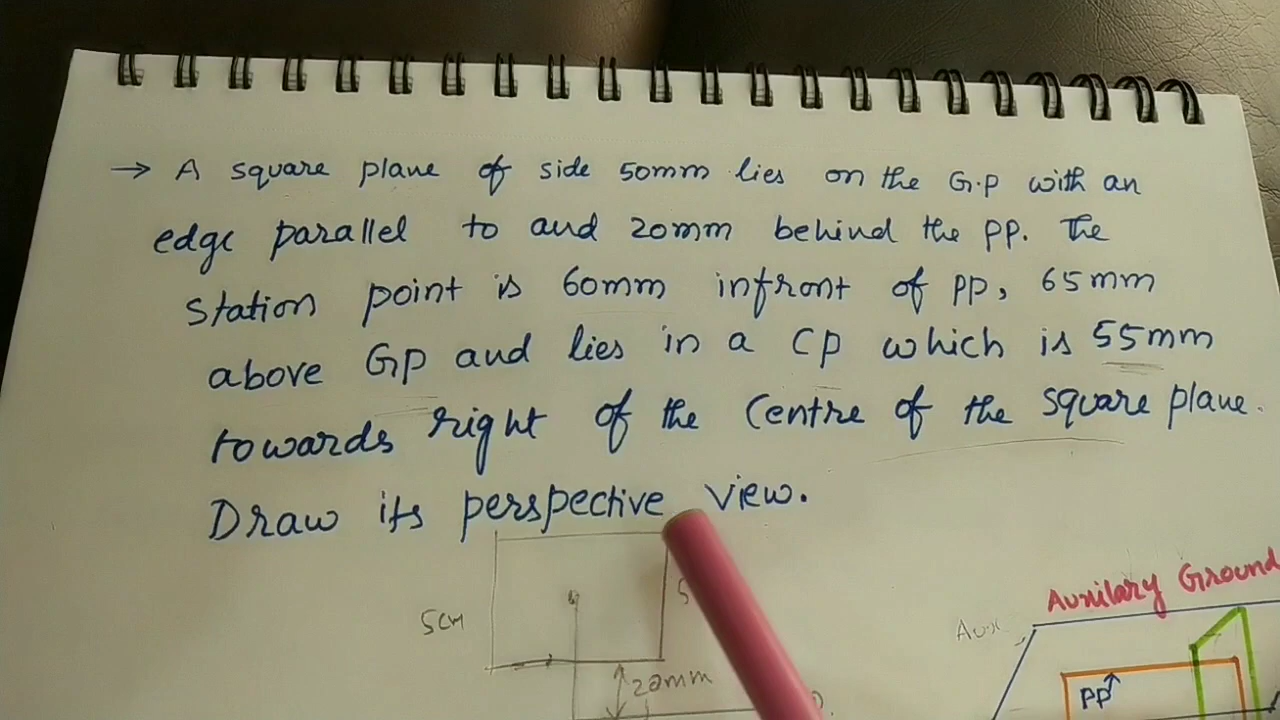 → A square plane of side 50mm lies on the G.P with an
edge parallel to and 20mm behind the PP. The
station point is 60mm infront of PP, 65mm
above GP and lies in a CP which is 55mm
towards right of the Centre of the square plane.
Draw its perspective view.
Auxilary Ground
5CM
5
Aux
20mm
PP